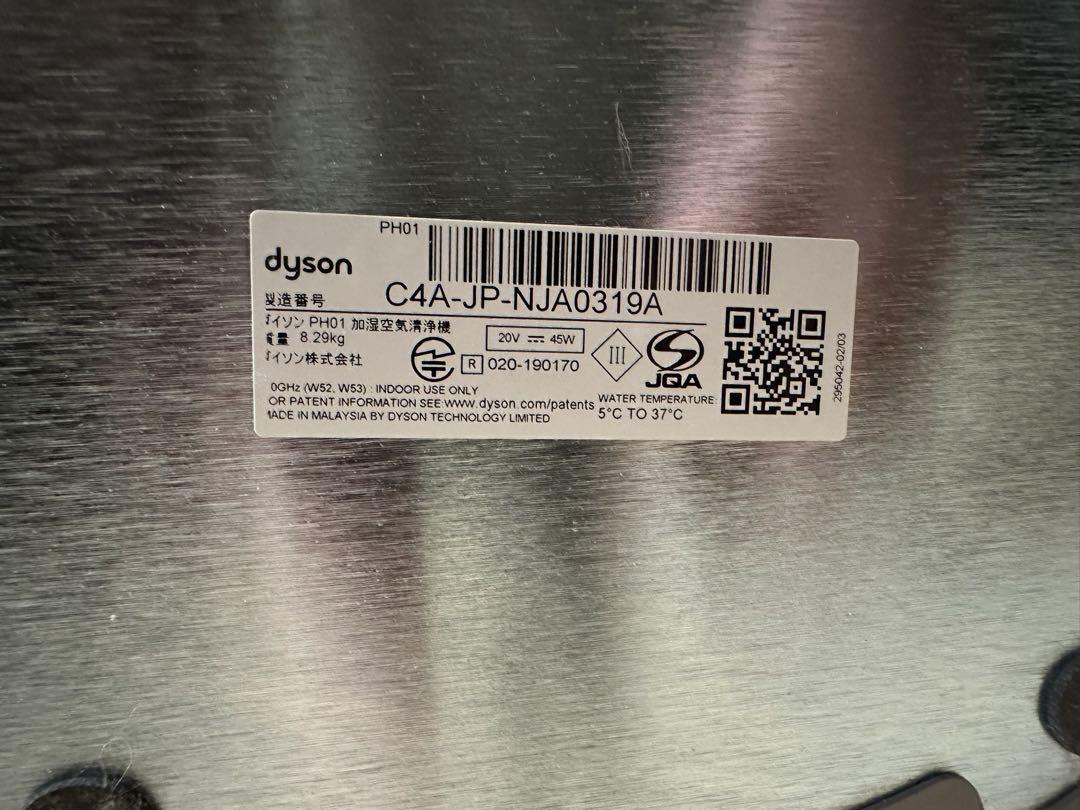 PH01
dyson
製造番号 C4A-JP-NJA0319A
イソン PH01 加湿空気清浄機
量 8.29kg
イソン株式会社
20V ⎓ 45W
R 020-190170
III
JQA
0GHz (W52, W53) : INDOOR USE ONLY
OR PATENT INFORMATION SEE:www.dyson.com/patents
MADE IN MALAYSIA BY DYSON TECHNOLOGY LIMITED
WATER TEMPERATURE
5°C TO 37°C
295042-02/03